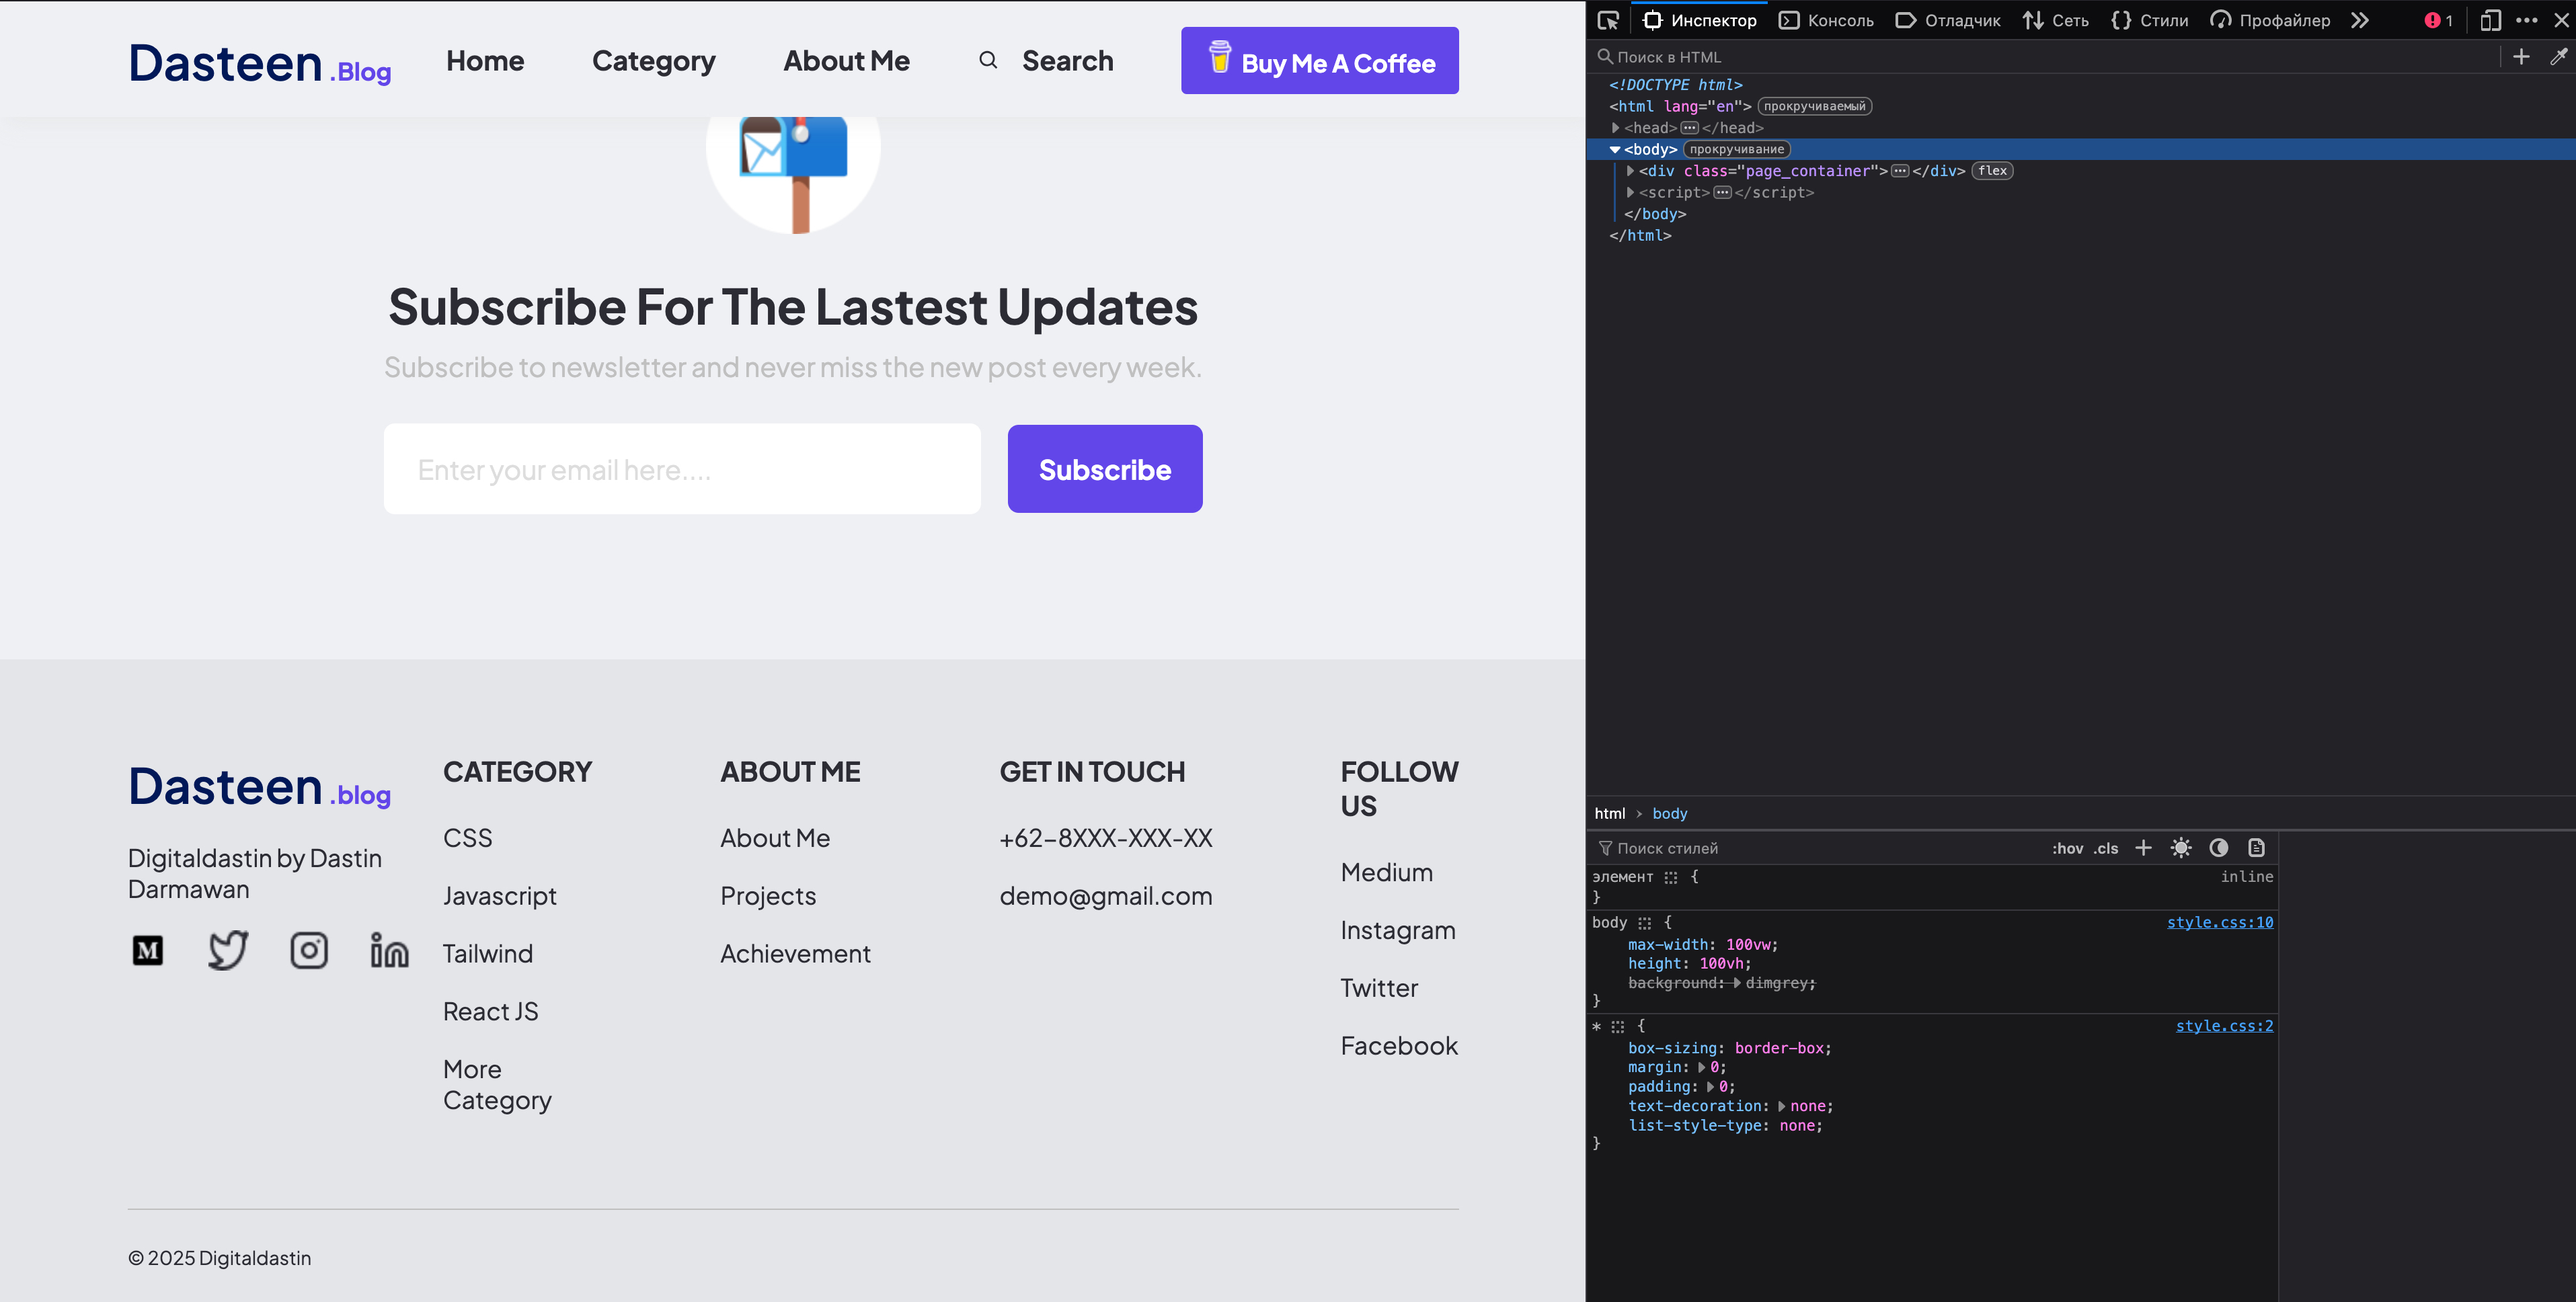 Dasteen .Blog
Home
Category
About Me
Search
Buy Me A Coffee
Subscribe For The Lastest Updates
Subscribe to newsletter and never miss the new post every week.
Enter your email here....
Subscribe
Dasteen .blog
Digitaldastin by Dastin
Darmawan
M
in
CATEGORY
CSS
Javascript
Tailwind
React JS
More
Category
ABOUT ME
About Me
Projects
Achievement
GET IN TOUCH
+62-8XXX-XXX-XX
demo@gmail.com
FOLLOW
US
Medium
Instagram
Twitter
Facebook
© 2025 Digitaldastin
Инспектор
Консоль
Отладчик
Сеть
Стили
Профайлер
1
Поиск в HTML
<!DOCTYPE html>
<html lang="en"> прокручиваемый
<head></head>
<body> прокручивание
<div class="page_container"></div> flex
<script></script>
</body>
</html>
html > body
Поиск стилей
:hov .cls
элемент { inline
}
body { style.css:10
max-width: 100vw;
height: 100vh;
background: dimgrey;
}
* { style.css:2
box-sizing: border-box;
margin: 0;
padding: 0;
text-decoration: none;
list-style-type: none;
}